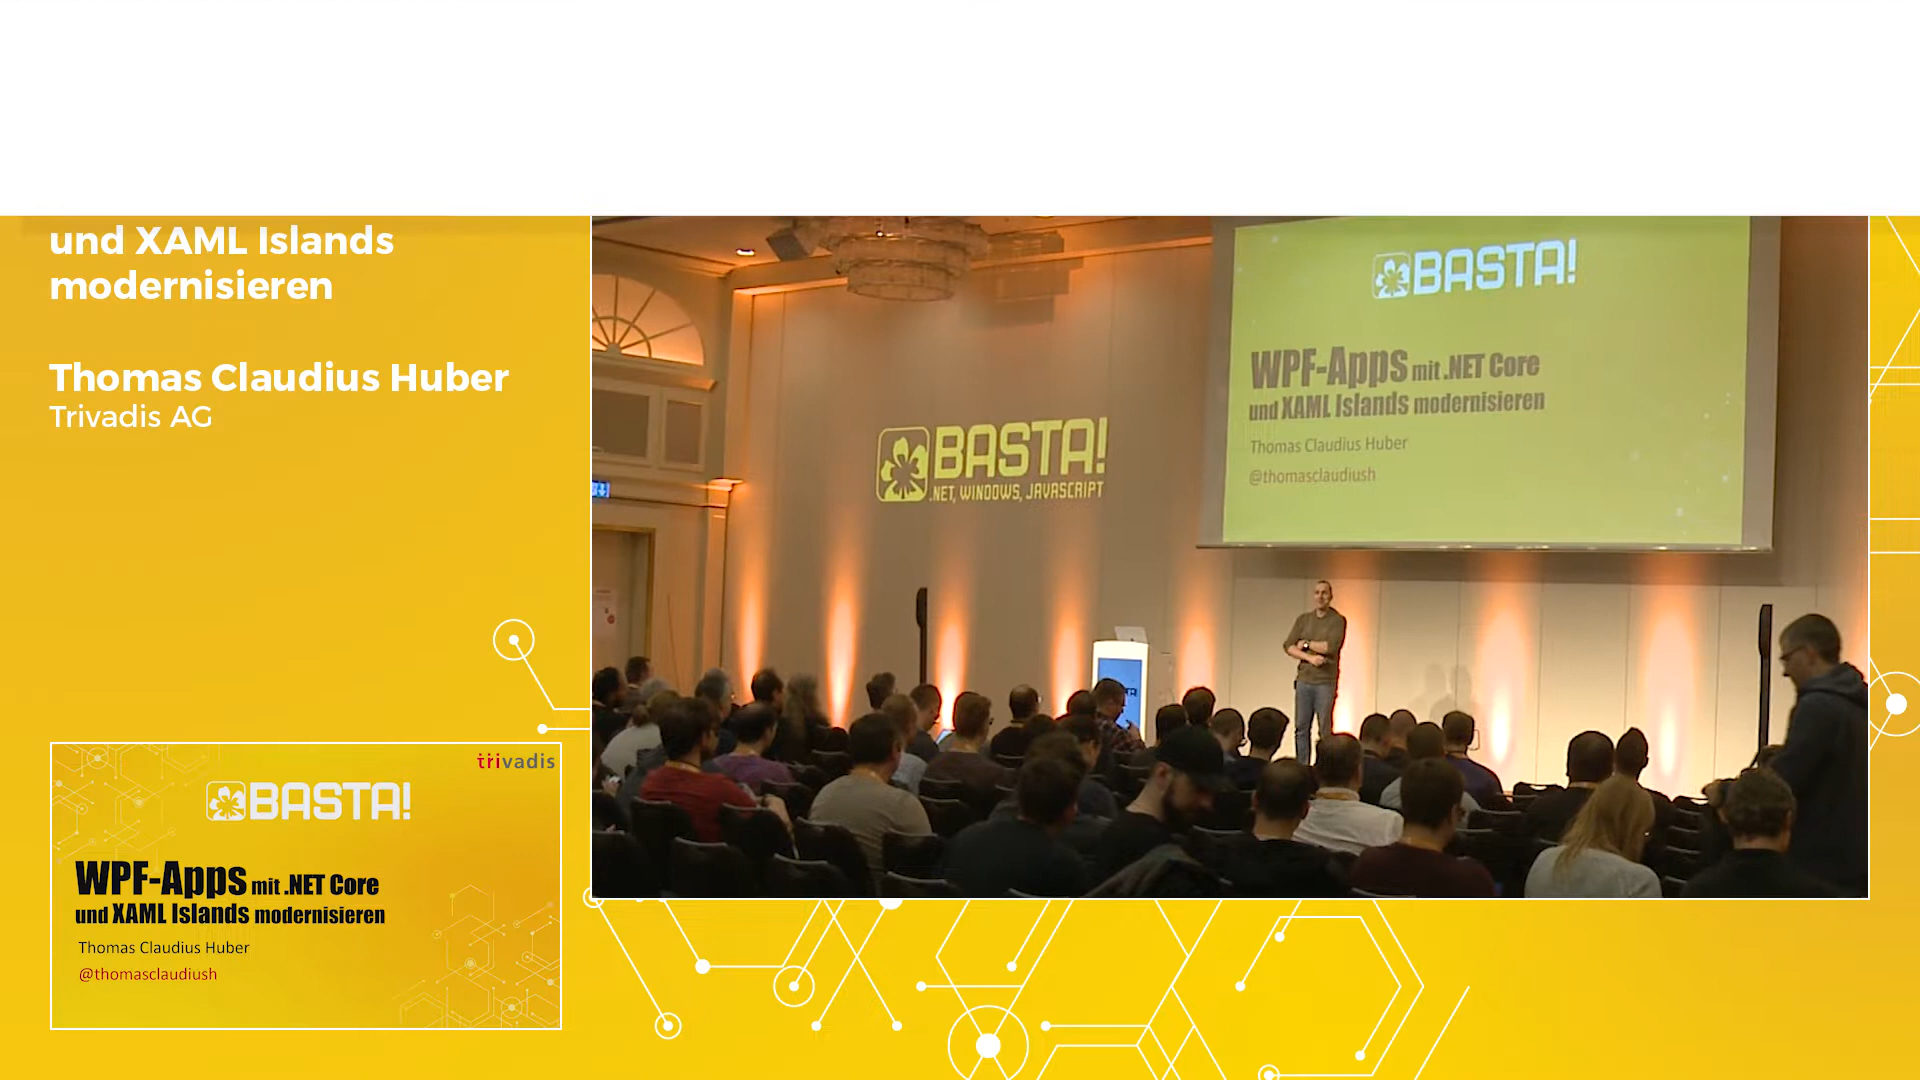 und XAML Islands
modernisieren
Thomas Claudius Huber
Trivadis AG
trivadis
BASTA!
WPF-Apps mit .NET Core
und XAML Islands modernisieren
Thomas Claudius Huber
@thomasclaudiush
BASTA!
.NET, WINDOWS, JAVASCRIPT
BASTA!
WPF-Apps mit .NET Core
und XAML Islands modernisieren
Thomas Claudius Huber
@thomasclaudiush